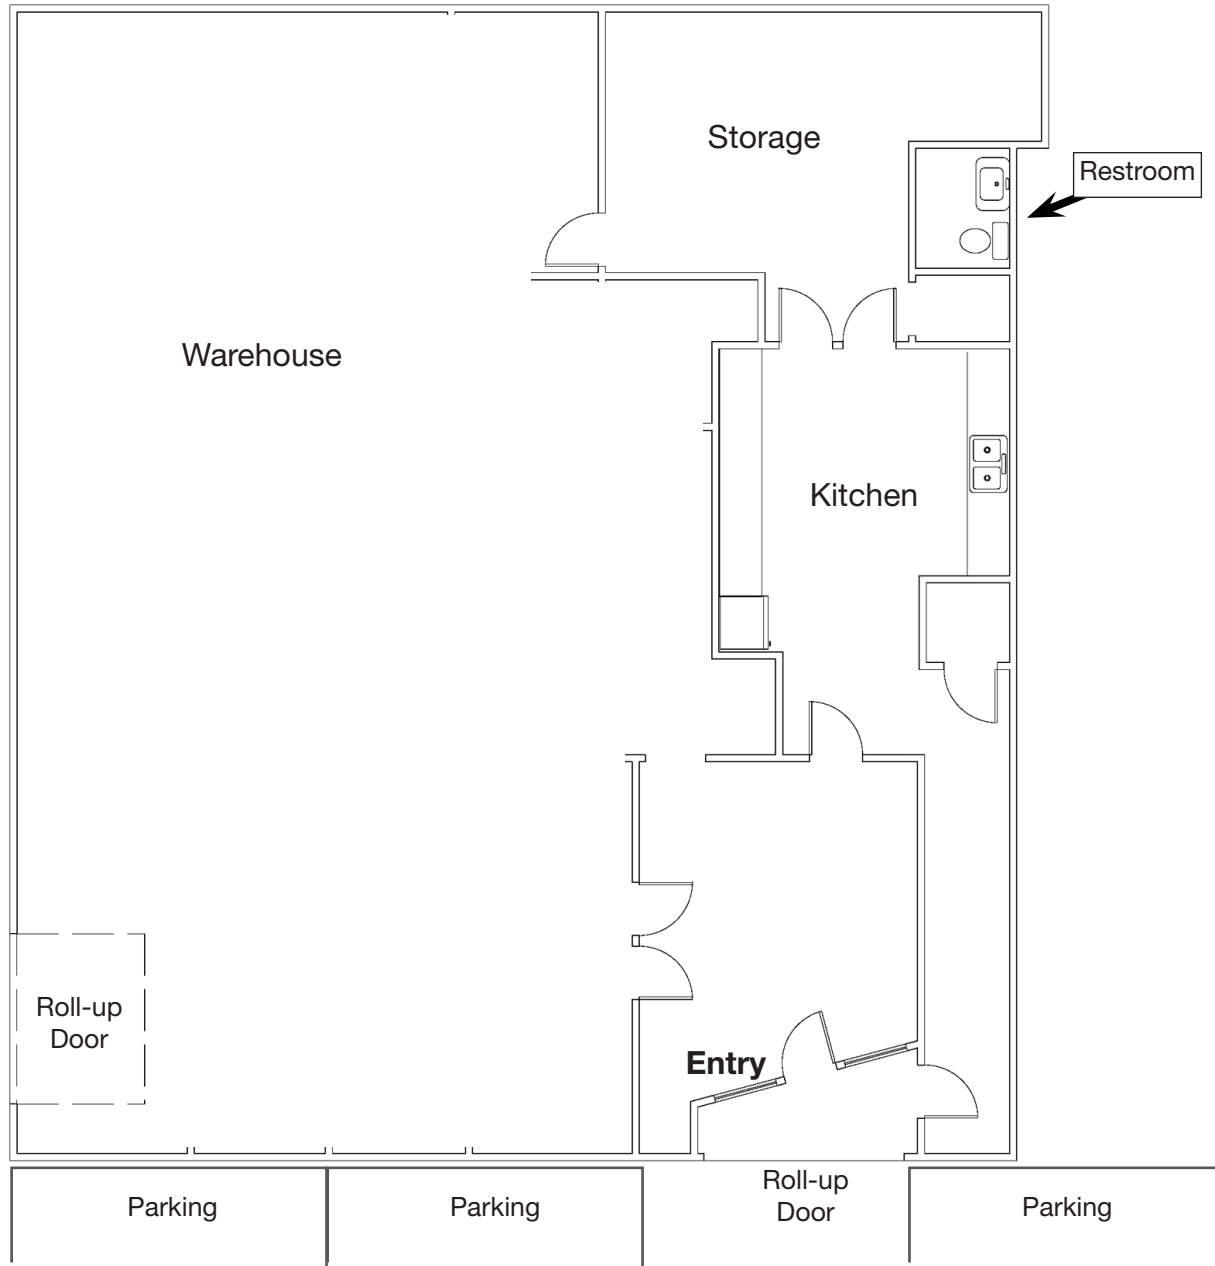 Storage
Restroom
Warehouse
Kitchen
Roll-up
Door
Entry
Parking
Parking
Roll-up
Door
Parking